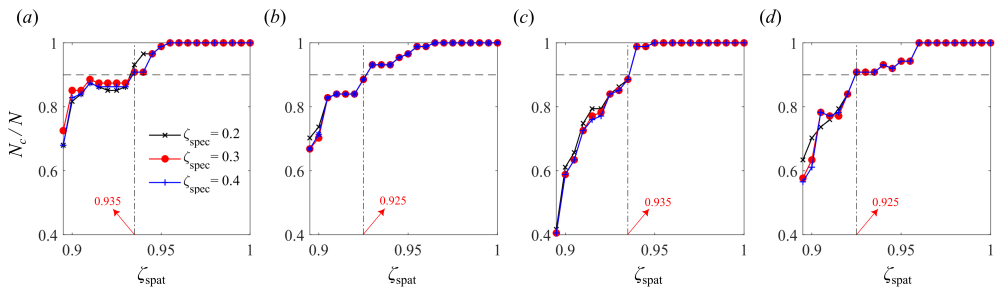 (a) (b) (c) (d)
1 1 1 1
0.8 0.8 0.8 0.8
N_c / N
ζ_spec = 0.2
ζ_spec = 0.3
ζ_spec = 0.4
0.6 0.6 0.6 0.6
0.935 0.925 0.935 0.925
0.4 0.4 0.4 0.4
0.9 0.95 1 0.9 0.95 1 0.9 0.95 1 0.9 0.95 1
ζ_spat ζ_spat ζ_spat ζ_spat